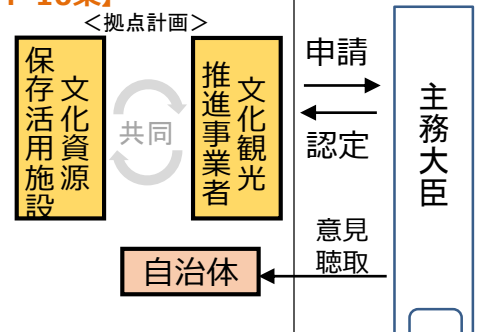 ＜拠点計画＞
文化資源
保存活用施設
共同
文化観光
推進事業者
申請
認定
主務大臣
意見
聴取
自治体